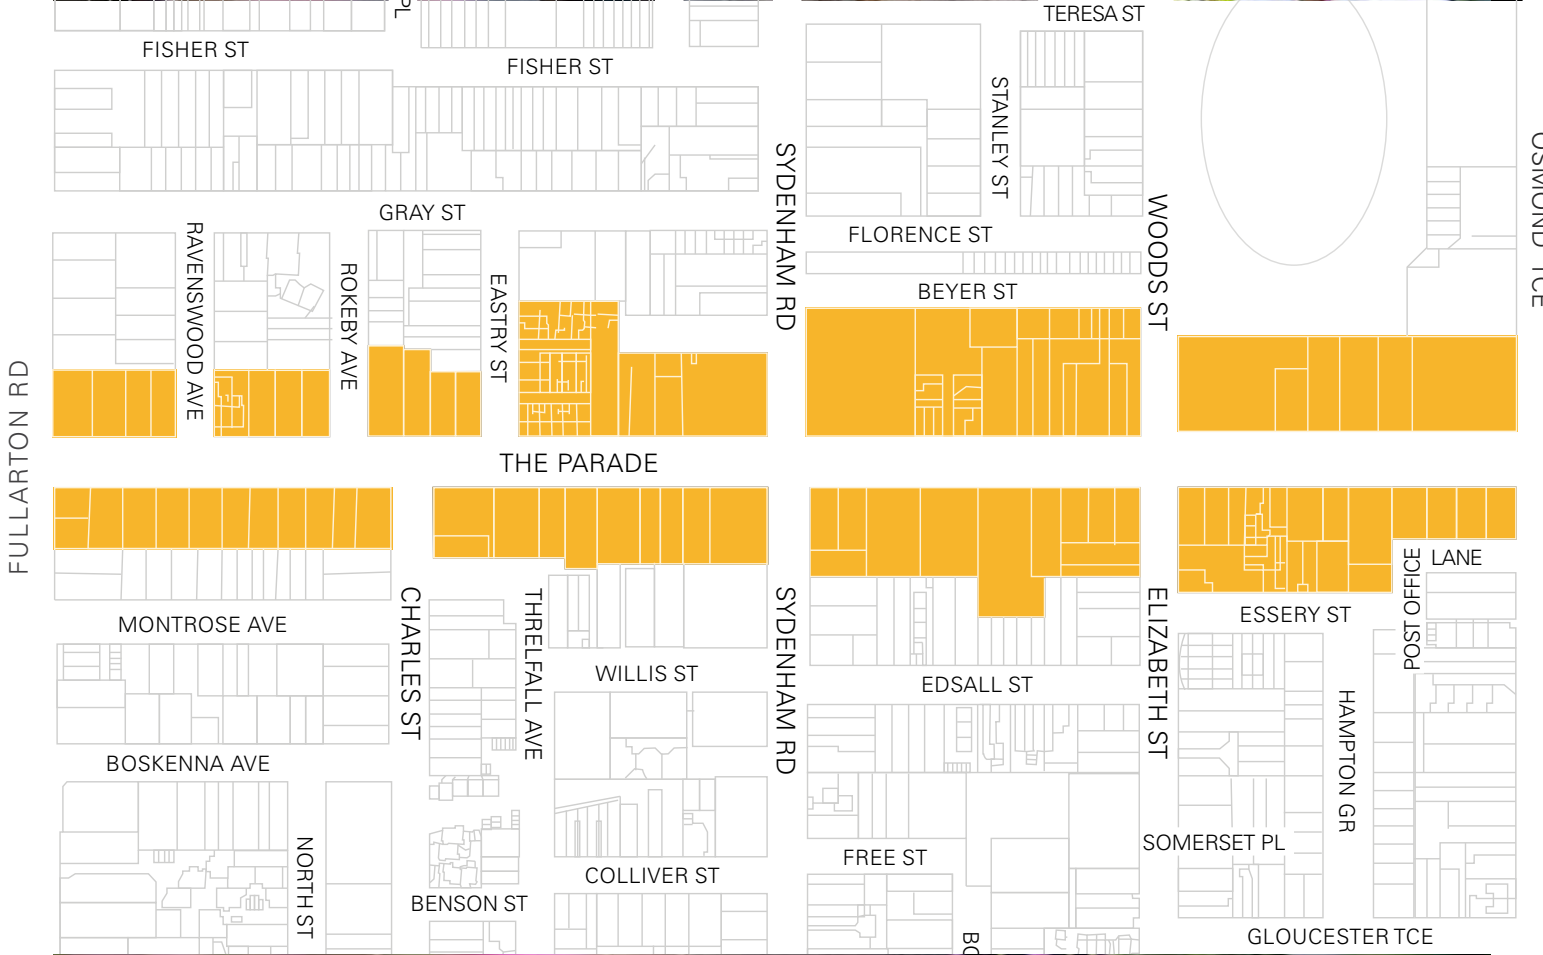 PL
TERESA ST
FISHER ST
FISHER ST
STANLEY ST
SYDENHAM RD
OSMOND TCE
GRAY ST
WOODS ST
RAVENSWOOD AVE
FLORENCE ST
ROKEBY AVE
EASTRY ST
BEYER ST
FULLARTON RD
THE PARADE
POST OFFICE LANE
CHARLES ST
THRELFALL AVE
SYDENHAM RD
ELIZABETH ST
ESSERY ST
MONTROSE AVE
WILLIS ST
EDSALL ST
HAMPTON GR
BOSKENNA AVE
NORTH ST
SOMERSET PL
FREE ST
COLLIVER ST
BENSON ST
GLOUCESTER TCE